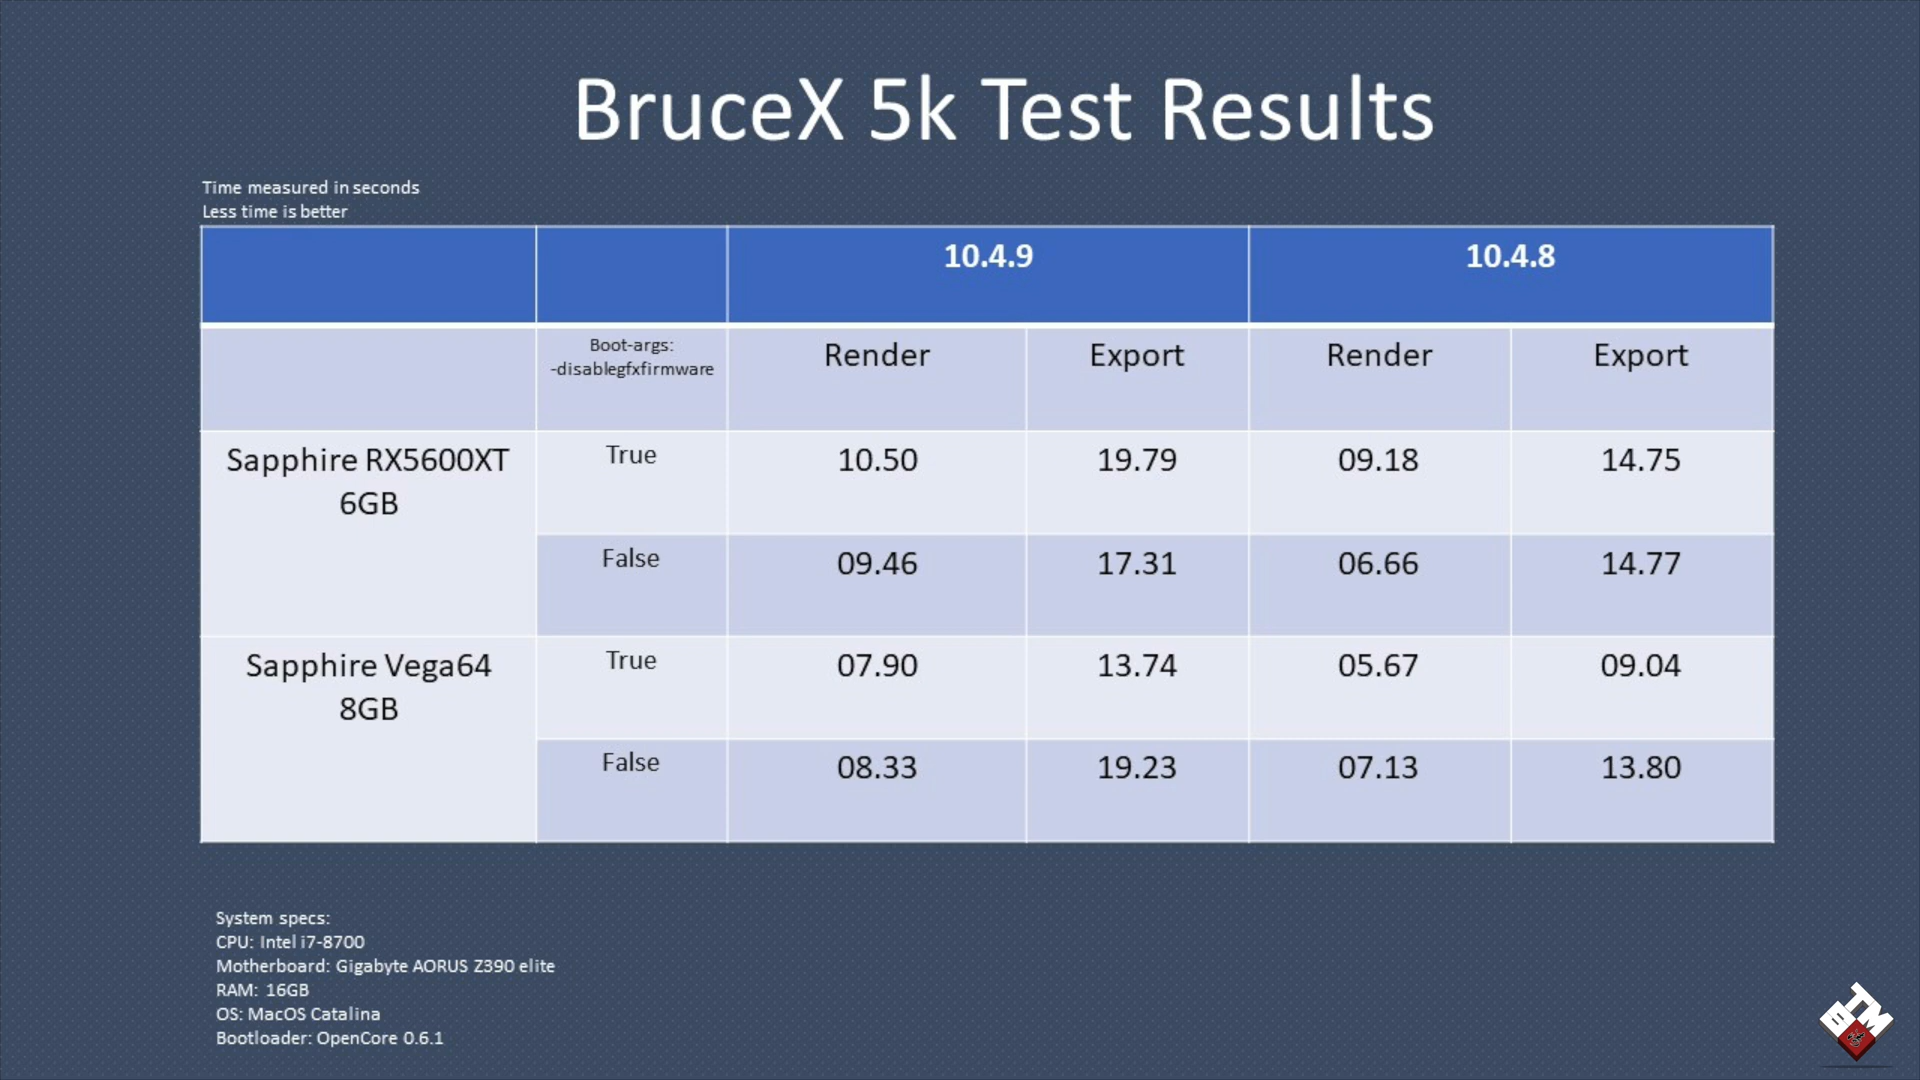 BruceX 5k Test Results
Time measured in seconds
Less time is better
10.4.9 10.4.8
Boot-args:
-disablegfxfirmware
Render Export Render Export
Sapphire RX5600XT
6GB
True 10.50 19.79 09.18 14.75
False 09.46 17.31 06.66 14.77
Sapphire Vega64
8GB
True 07.90 13.74 05.67 09.04
False 08.33 19.23 07.13 13.80
System specs:
CPU: Intel i7-8700
Motherboard: Gigabyte AORUS Z390 elite
RAM: 16GB
OS: MacOS Catalina
Bootloader: OpenCore 0.6.1